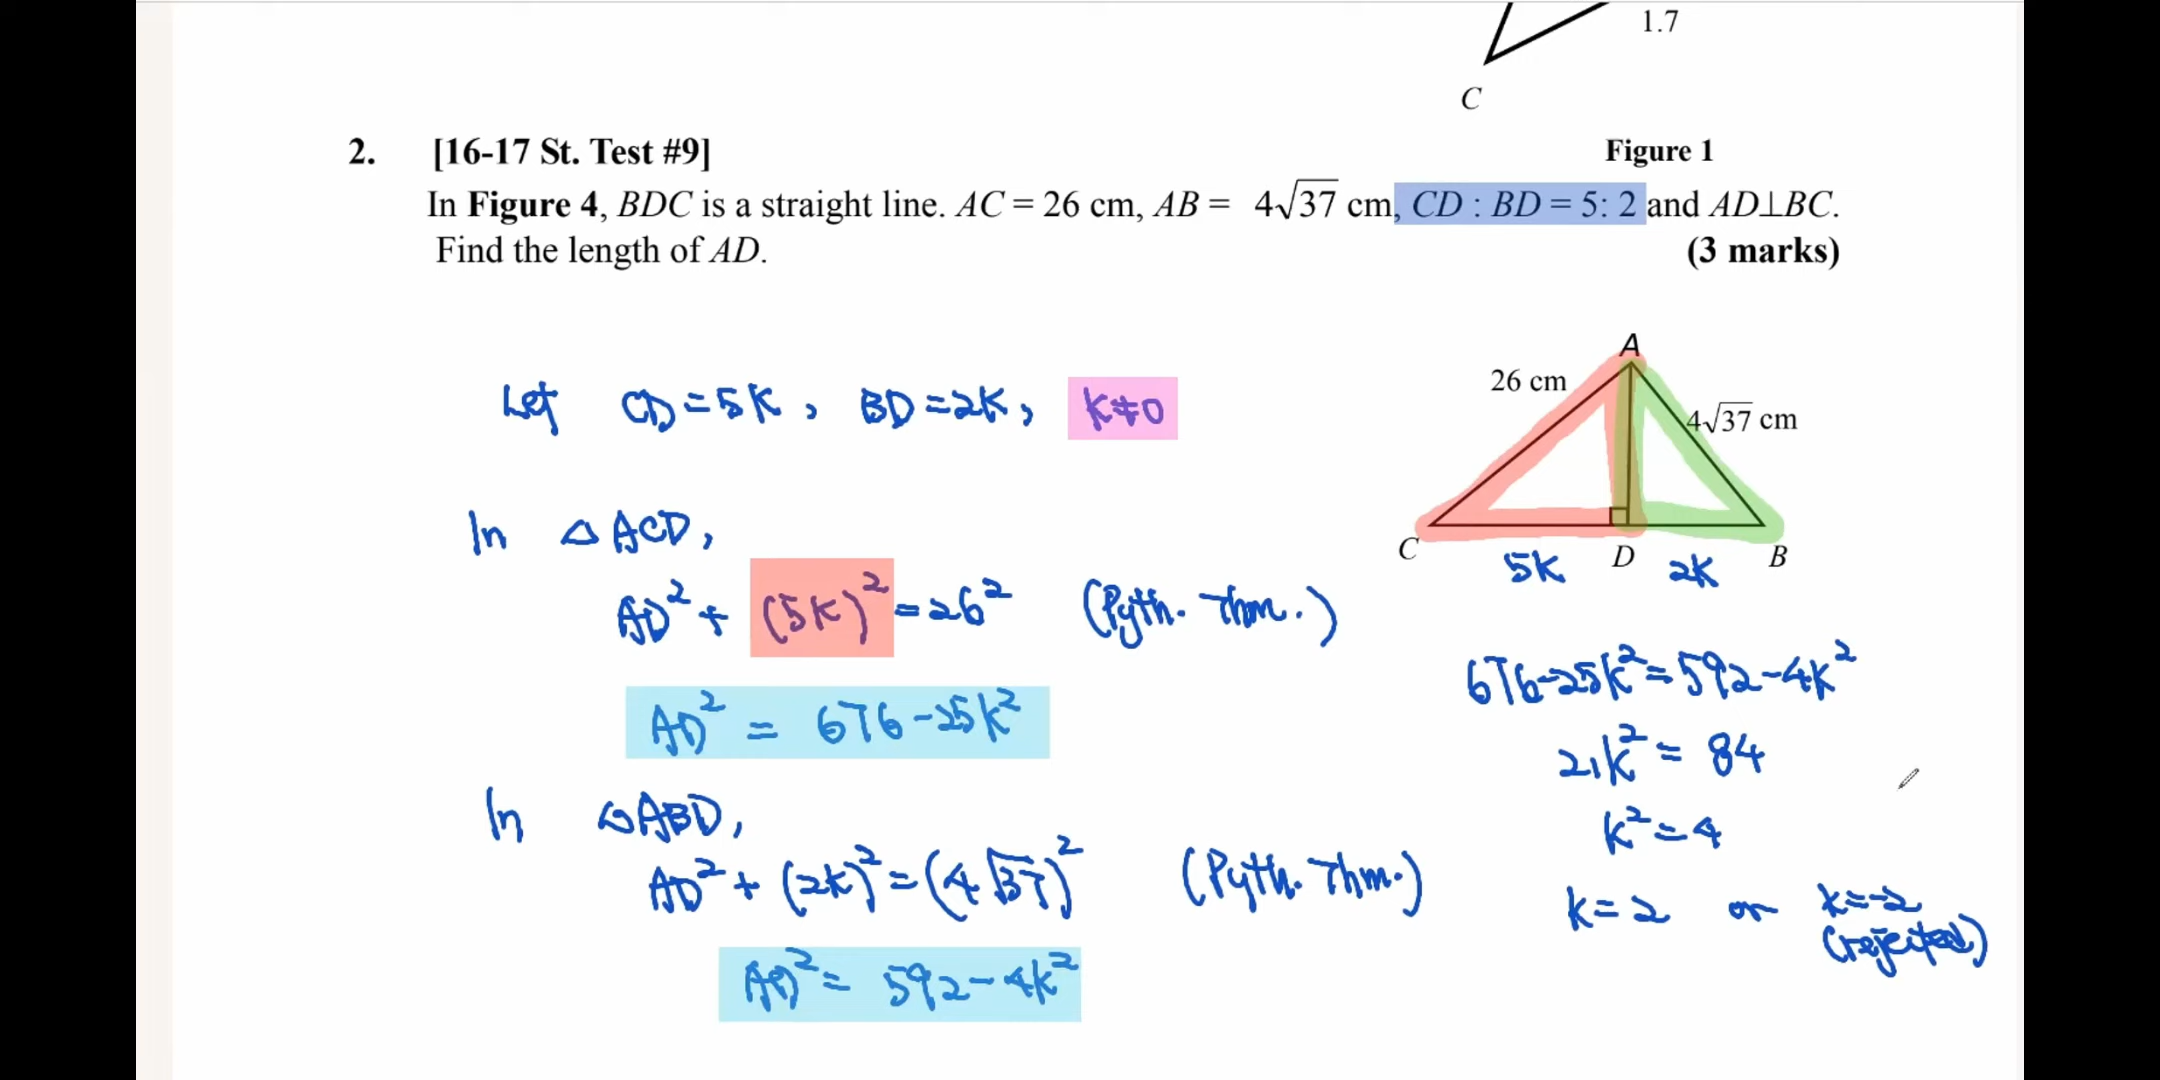 1.7
C
Figure 1
2. [16-17 St. Test #9]
In Figure 4, BDC is a straight line. AC = 26 cm, AB = 4√37 cm, CD : BD = 5: 2 and AD⊥BC.
Find the length of AD.
(3 marks)
A
26 cm
4√37 cm
C
D
B
5k
2k
Let CD = 5k, BD = 2k, k≠0
In △ACD,
AD² + (5k)² = 26² (Pyth. Thm.)
AD² = 676 - 25k²
In △ABD,
AD² + (2k)² = (4√37)² (Pyth. Thm.)
AD² = 592 - 4k²
676 - 25k² = 592 - 4k²
21k² = 84
k² = 4
k = 2 or k = -2
(rejected)